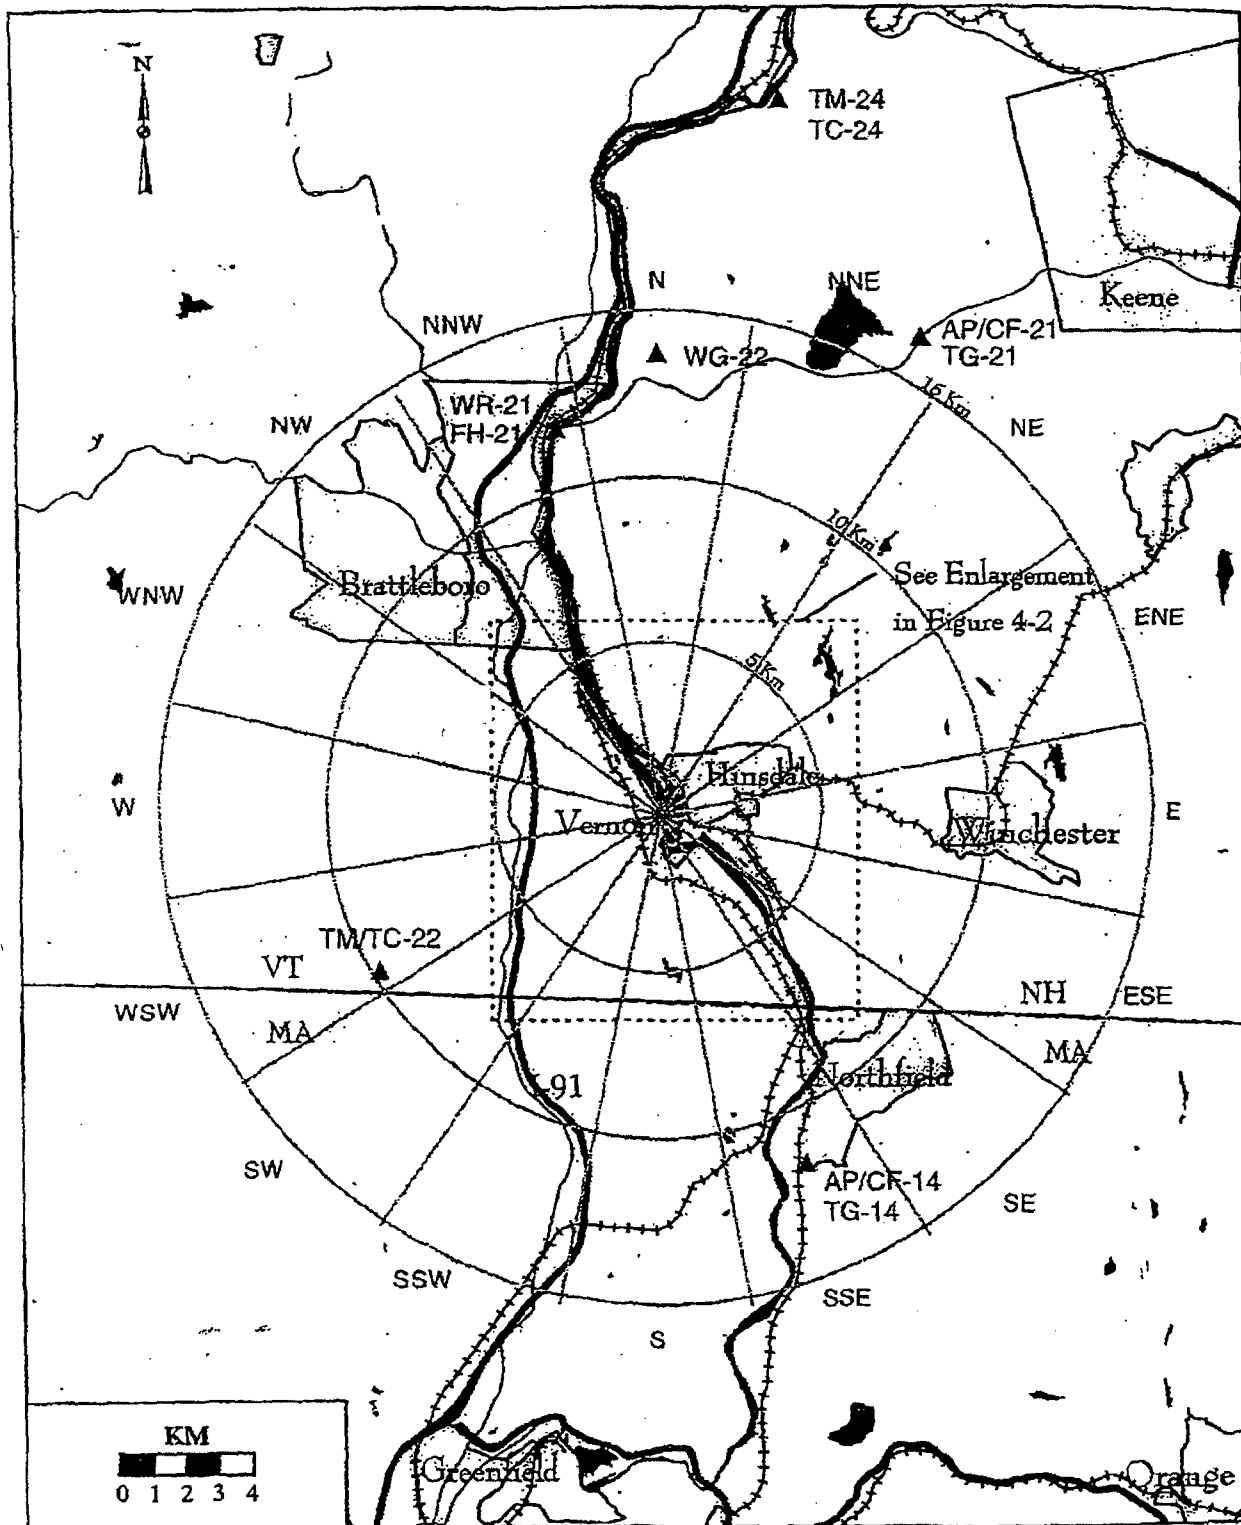 N
TM-24
TC-24
N
NNE
Keene
NNW
AP/CF-21
TG-21
WG-22
16 Km
WR-21
FH-21
NW
NE
10 Km
Brattleboro
See Enlargement
in Figure 4-2
WNW
ENE
5 Km
Hinsdale
W
E
Vernon
Winchester
TM/TC-22
VT
NH
ESE
WSW
MA
MA
Northfield
I-91
SW
AP/CF-14
TG-14
SE
SSW
SSE
S
KM
0 1 2 3 4
Greenfield
Orange